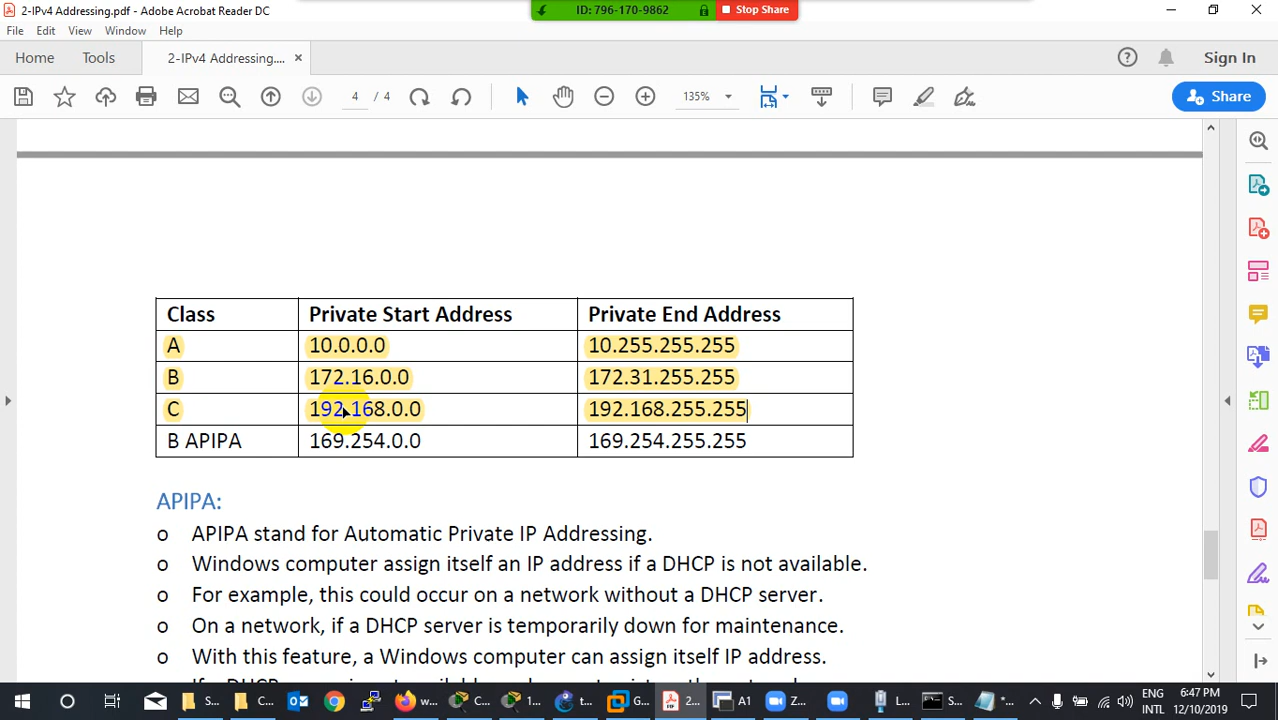 2-IPv4 Addressing.pdf - Adobe Acrobat Reader DC
ID: 796-170-9862
Stop Share
File Edit View Window Help
Home Tools 2-IPv4 Addressing.... ×
Sign In
4 / 4
135%
Share
Class Private Start Address Private End Address
A 10.0.0.0 10.255.255.255
B 172.16.0.0 172.31.255.255
C 192.168.0.0 192.168.255.255
B APIPA 169.254.0.0 169.254.255.255
APIPA:
o APIPA stand for Automatic Private IP Addressing.
o Windows computer assign itself an IP address if a DHCP is not available.
o For example, this could occur on a network without a DHCP server.
o On a network, if a DHCP server is temporarily down for maintenance.
o With this feature, a Windows computer can assign itself IP address.
S... C... w... C... 1... t... G... 2... A1 Z... L... S... *...
ENG
INTL
6:47 PM
12/10/2019